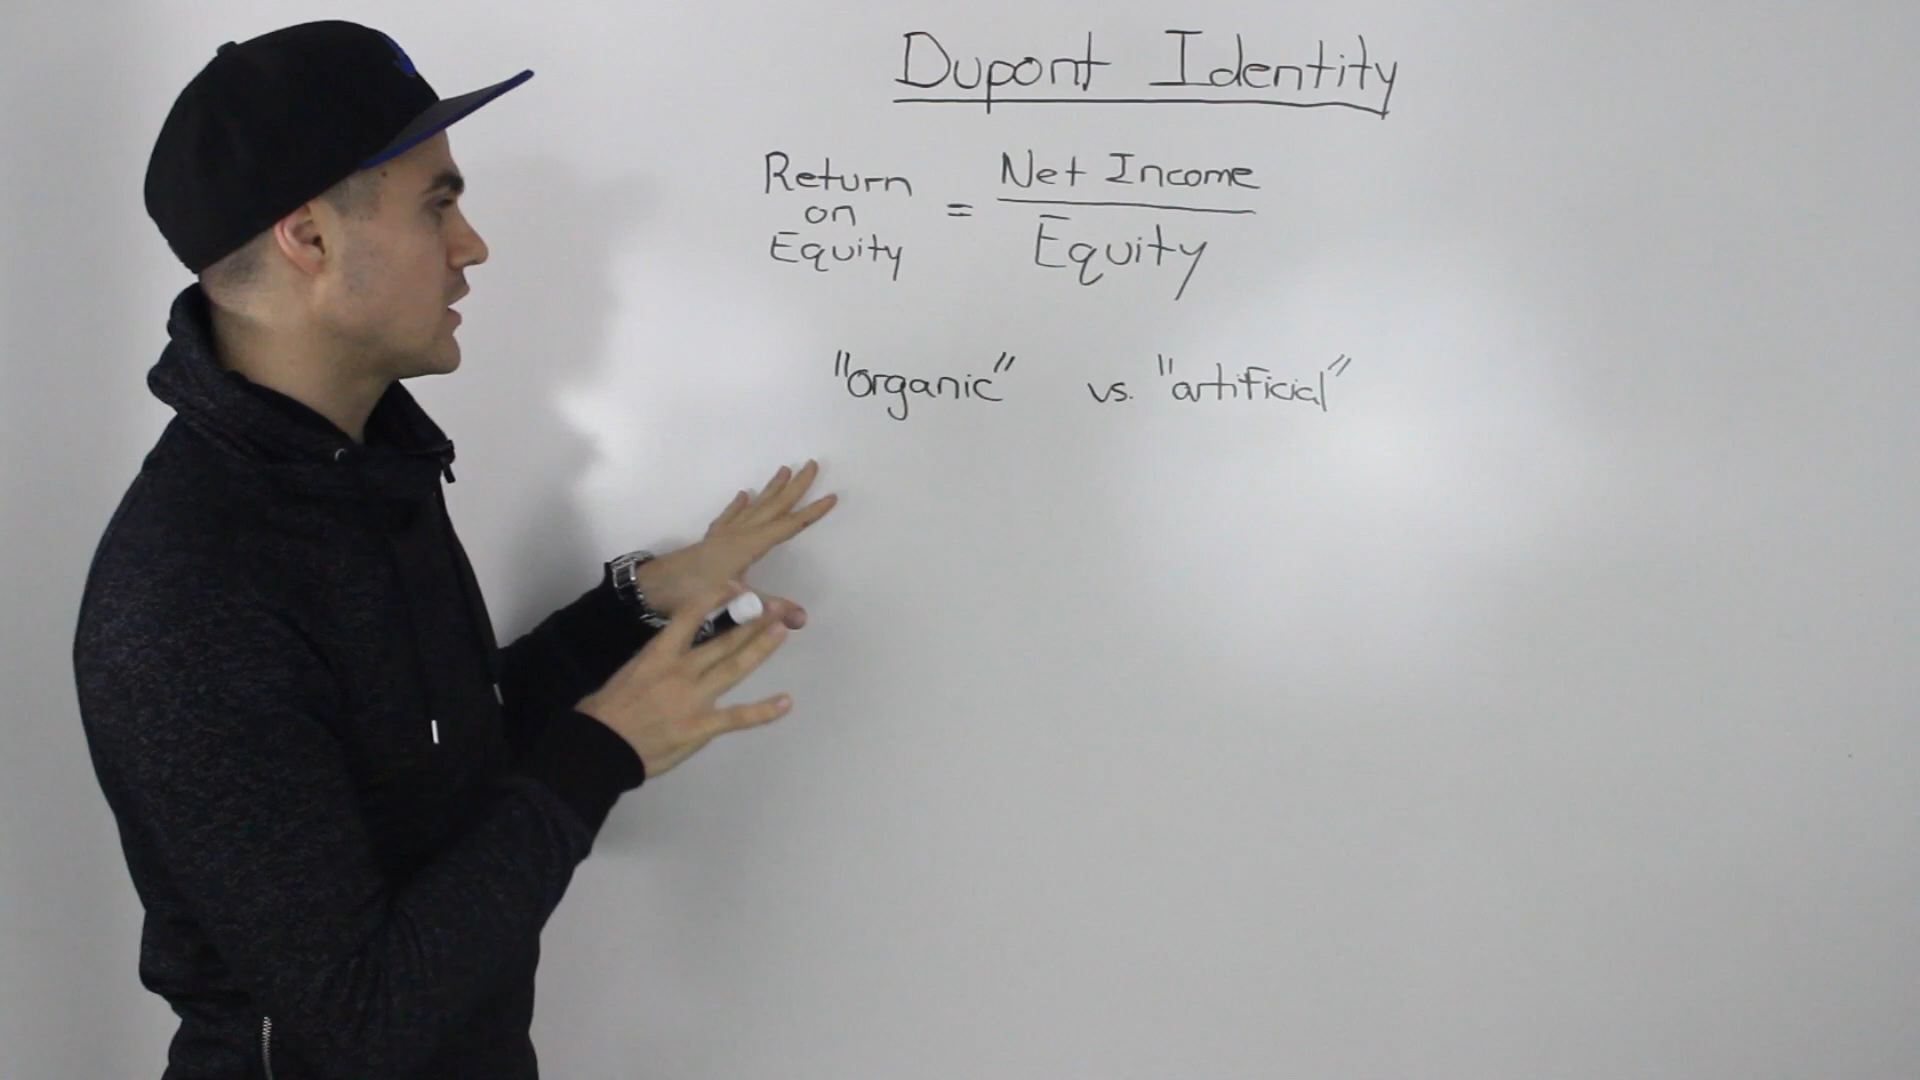 Dupont Identity
Return on Equity = Net Income / Equity
"organic" vs. "artificial"